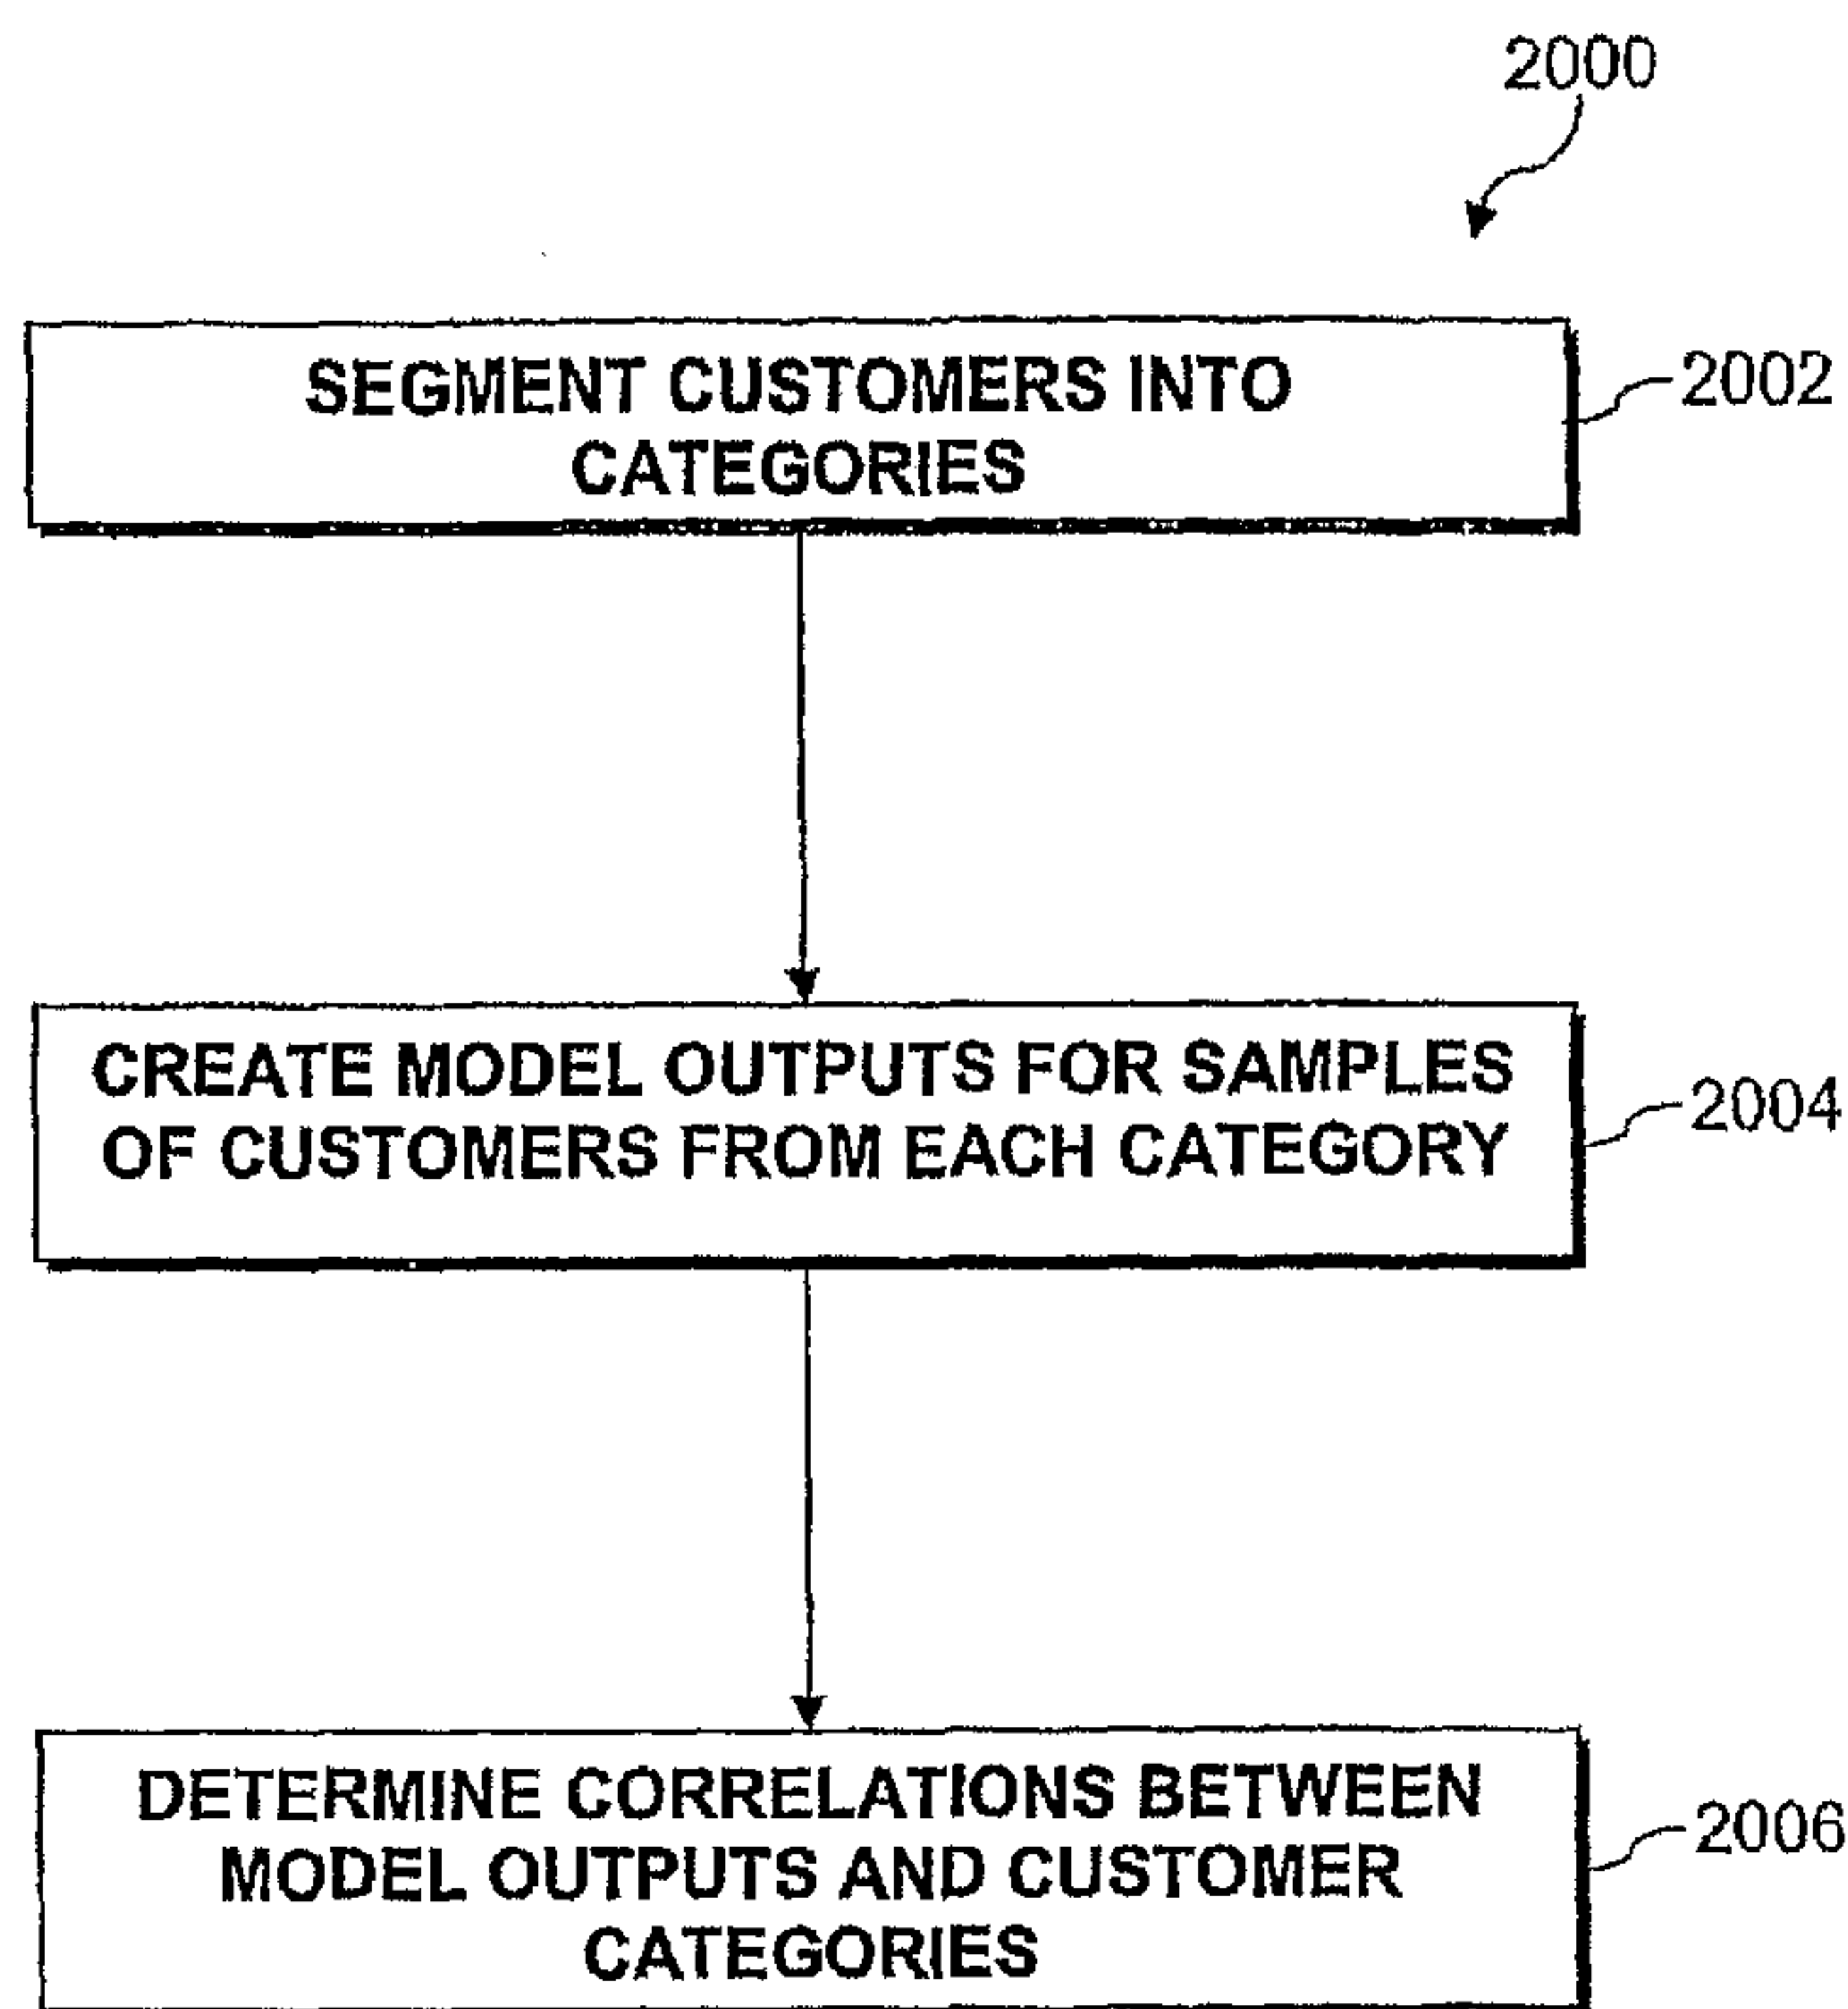 2000
SEGMENT CUSTOMERS INTO
CATEGORIES
2002
CREATE MODEL OUTPUTS FOR SAMPLES
OF CUSTOMERS FROM EACH CATEGORY
2004
DETERMINE CORRELATIONS BETWEEN
MODEL OUTPUTS AND CUSTOMER
CATEGORIES
2006